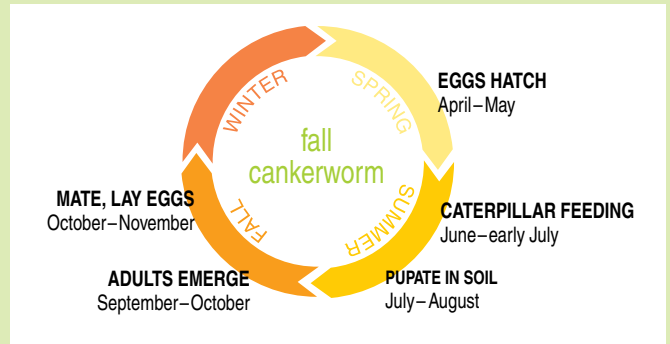 WINTER
SPRING
EGGS HATCH
April–May
fall
cankerworm
MATE, LAY EGGS
October–November
FALL
SUMMER
CATERPILLAR FEEDING
June–early July
ADULTS EMERGE
September–October
PUPATE IN SOIL
July–August